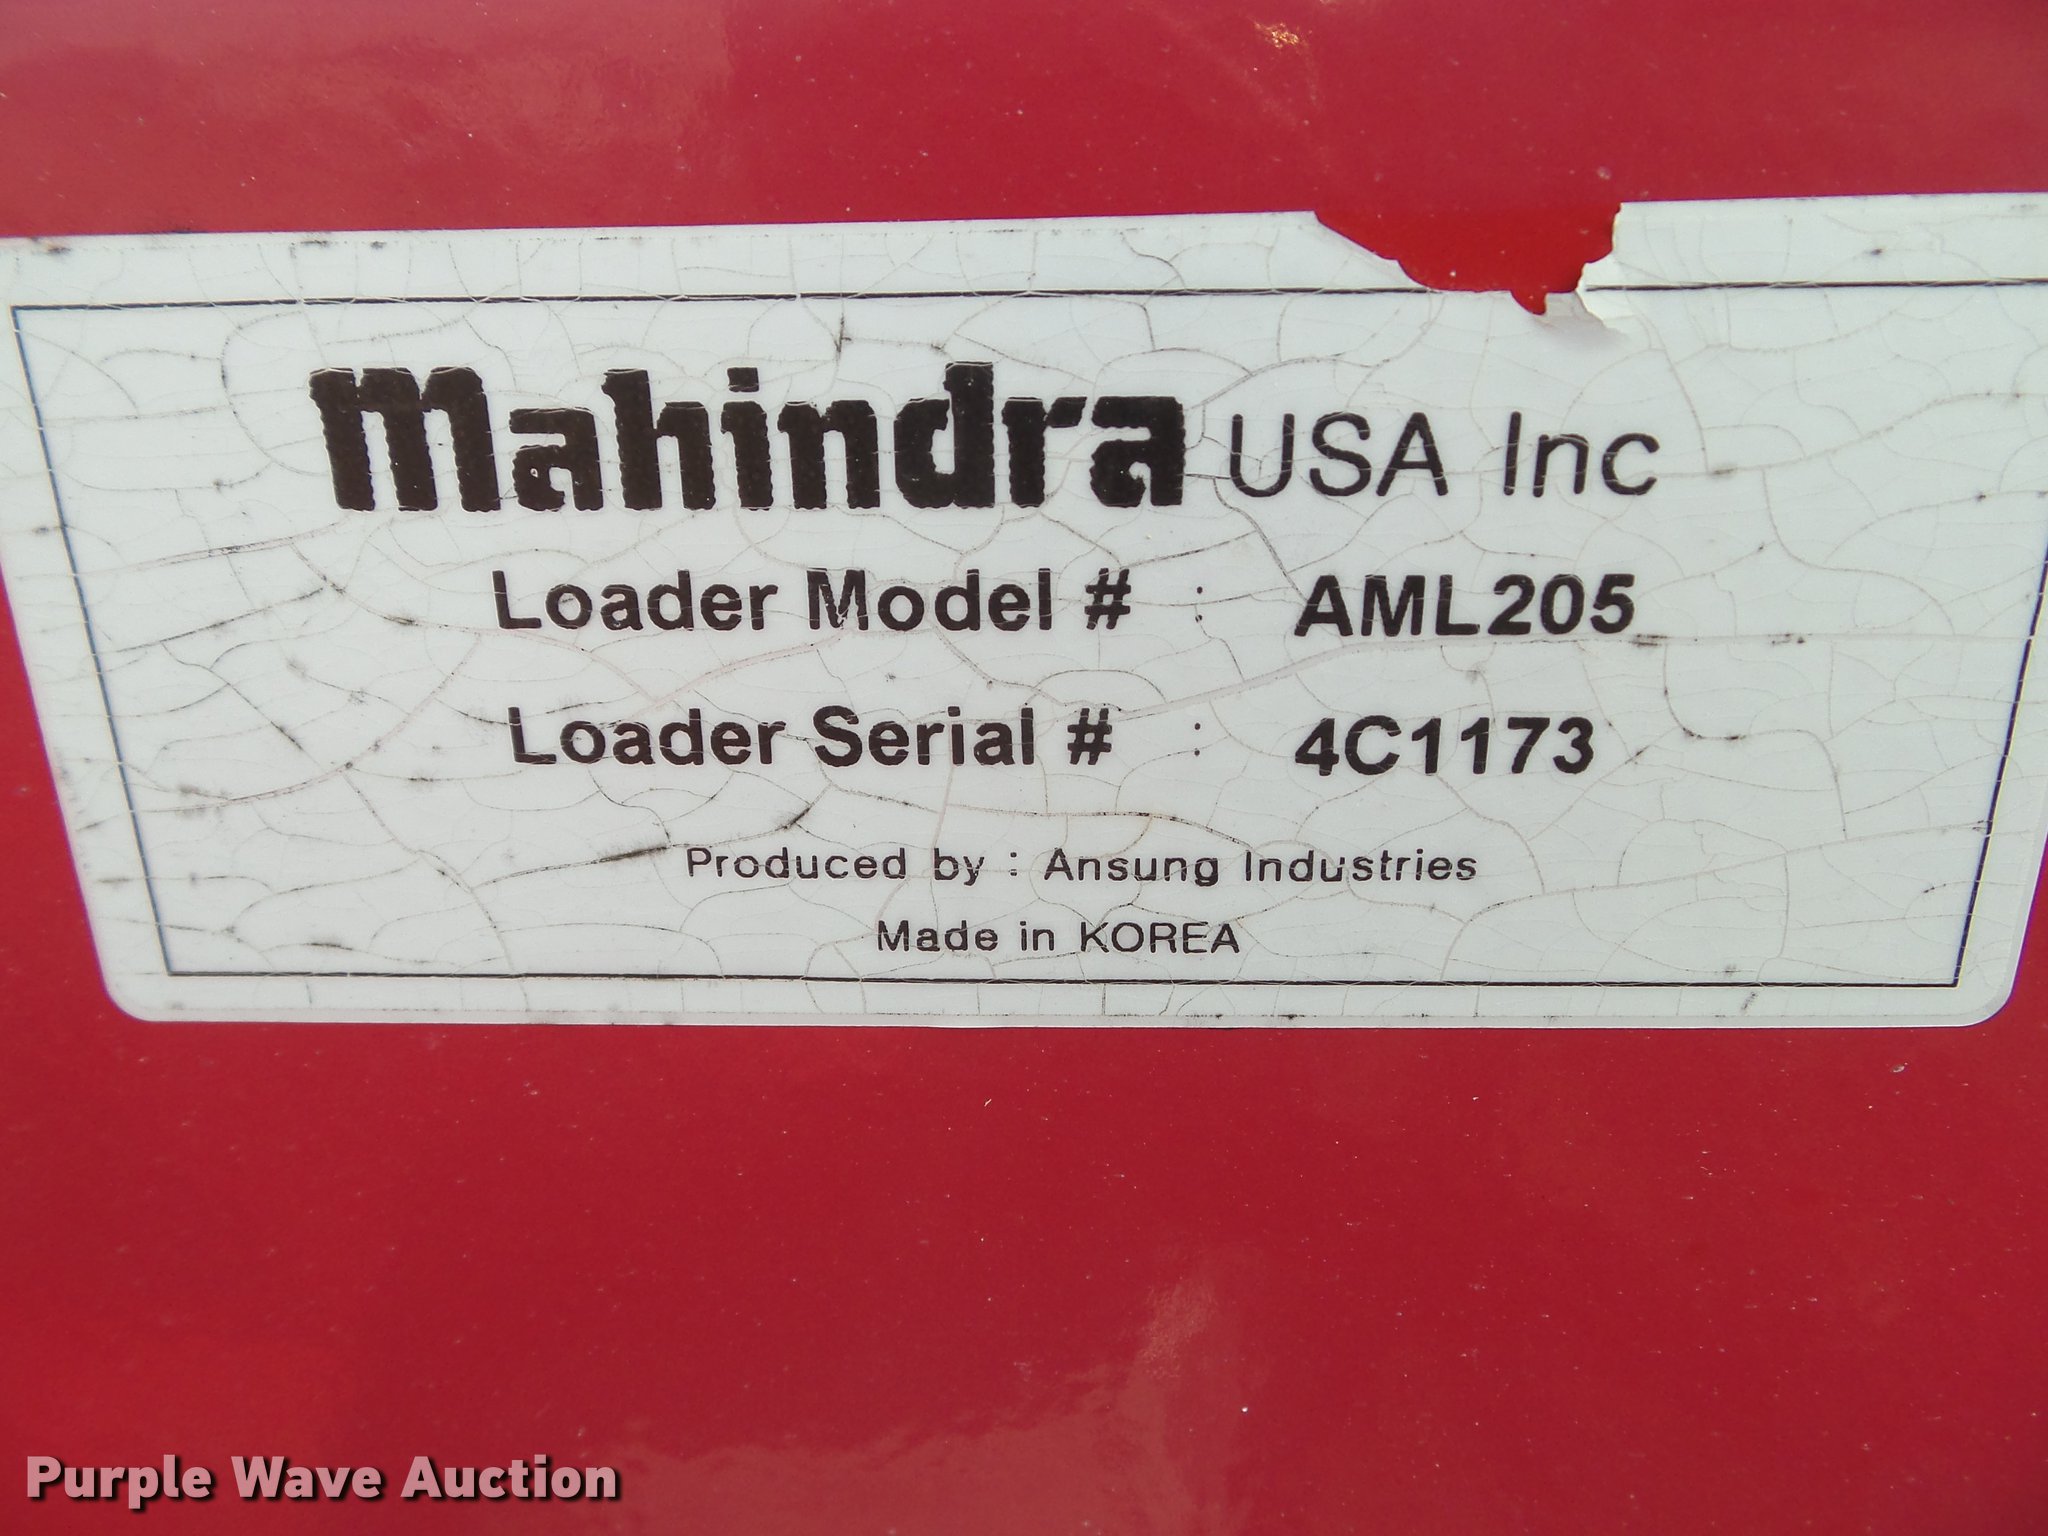 mahindra USA Inc
Loader Model # : AML205
Loader Serial # : 4C1173
Produced by : Ansung Industries
Made in KOREA
Purple Wave Auction